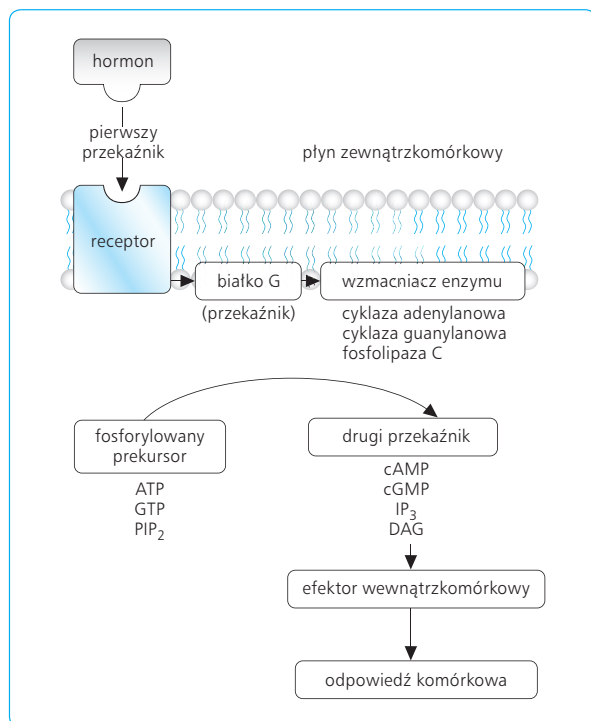 hormon
pierwszy
przekaźnik
płyn zewnątrzkomórkowy
receptor
białko G
(przekaźnik)
wzmacniacz enzymu
cyklaza adenylanowa
cyklaza guanylanowa
fosfolipaza C
fosforylowany
prekursor
ATP
GTP
PIP₂
drugi przekaźnik
cAMP
cGMP
IP₃
DAG
efektor wewnątrzkomórkowy
odpowiedź komórkowa